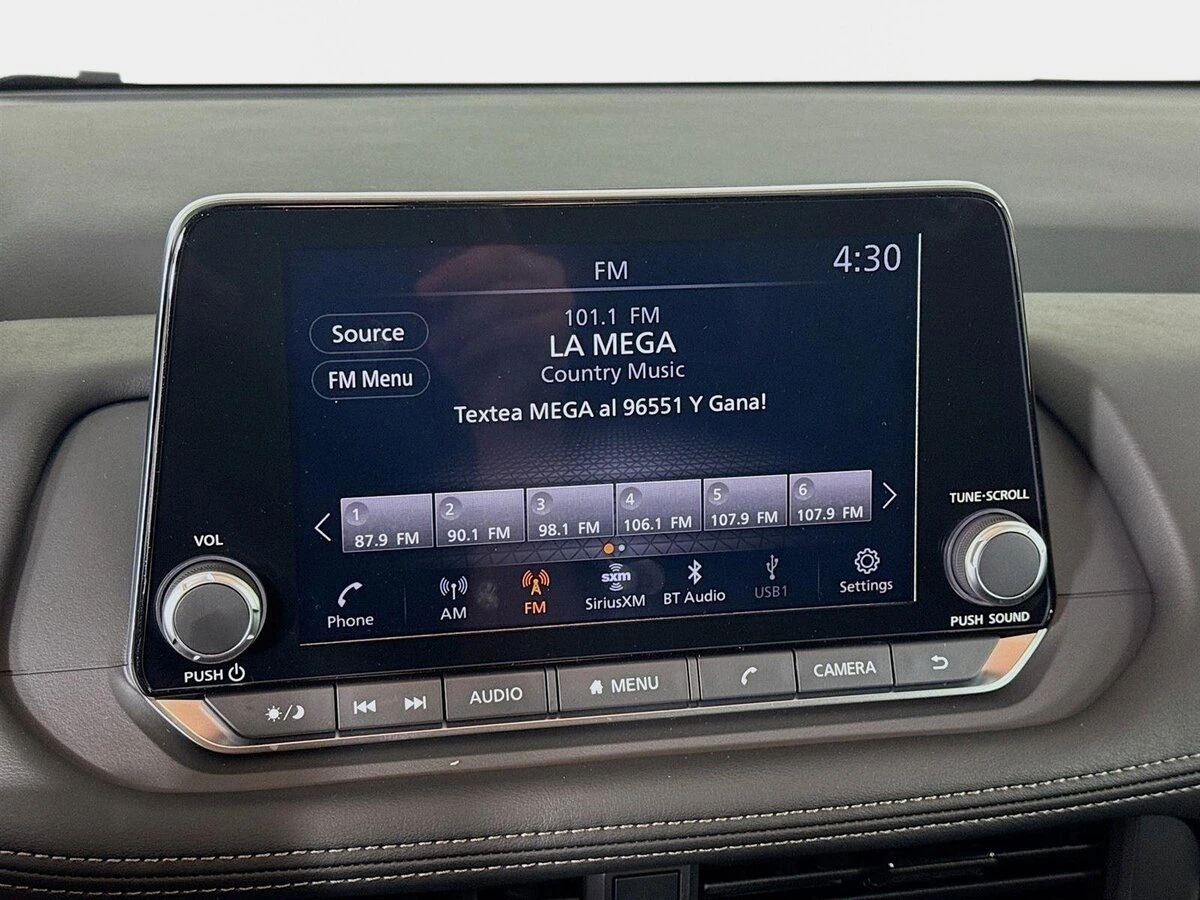 FM
4:30
Source
101.1 FM
LA MEGA
FM Menu
Country Music
Textea MEGA al 96551 Y Gana!
1 2 3 4 5 6
87.9 FM 90.1 FM 98.1 FM 106.1 FM 107.9 FM 107.9 FM
Phone AM FM sxm SiriusXM BT Audio USB1 Settings
VOL
PUSH
TUNE·SCROLL
PUSH SOUND
AUDIO MENU CAMERA